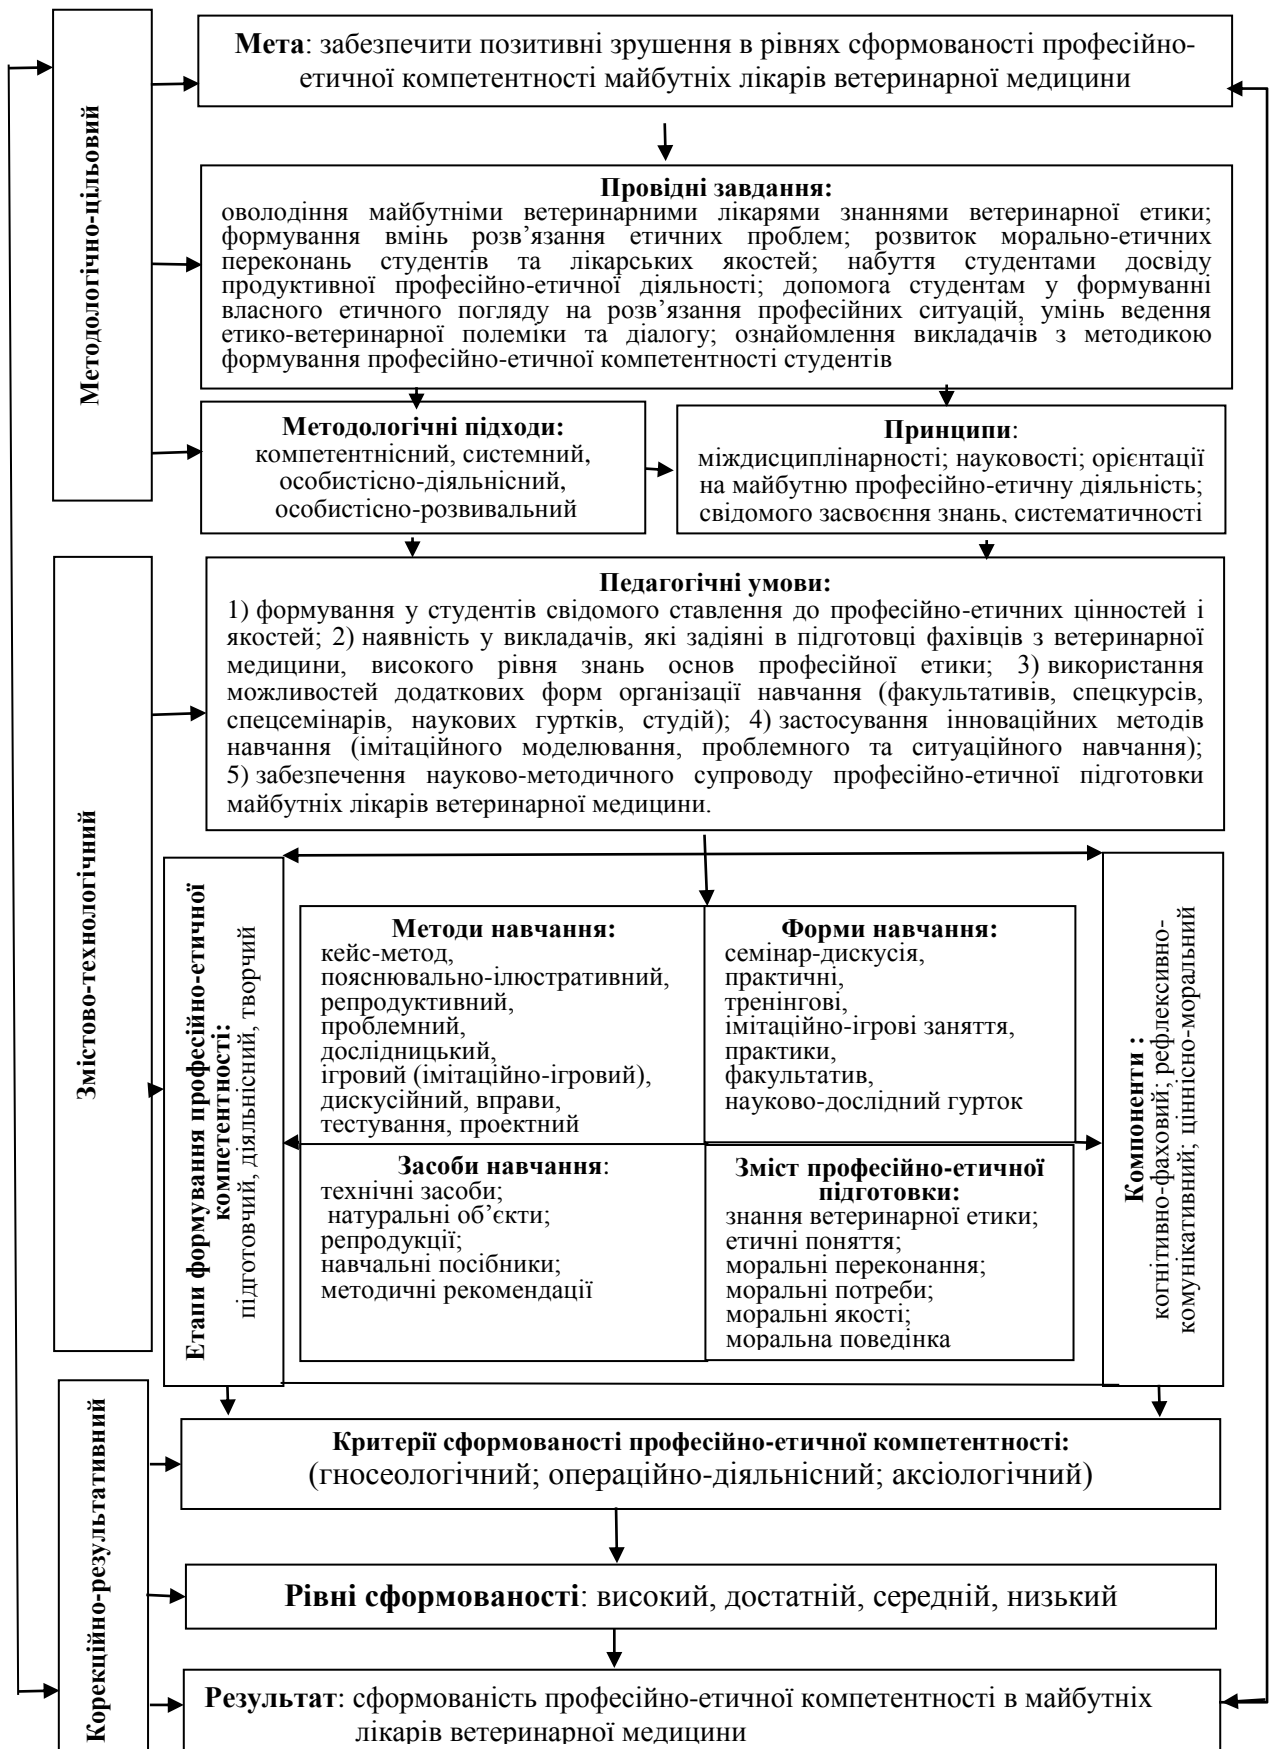 Методологічно-цільовий
Мета: забезпечити позитивні зрушення в рівнях сформованості професійно-
етичної компетентності майбутніх лікарів ветеринарної медицини
Провідні завдання:
оволодіння майбутніми ветеринарними лікарями знаннями ветеринарної етики;
формування вмінь розв’язання етичних проблем; розвиток морально-етичних
переконань студентів та лікарських якостей; набуття студентами досвіду
продуктивної професійно-етичної діяльності; допомога студентам у формуванні
власного етичного погляду на розв’язання професійних ситуацій, умінь ведення
етико-ветеринарної полеміки та діалогу; ознайомлення викладачів з методикою
формування професійно-етичної компетентності студентів
Методологічні підходи:
компетентнісний, системний,
особистісно-діяльнісний,
особистісно-розвивальний
Принципи:
міждисциплінарності; науковості; орієнтації
на майбутню професійно-етичну діяльність;
свідомого засвоєння знань, систематичності
Змістово-технологічний
Педагогічні умови:
1) формування у студентів свідомого ставлення до професійно-етичних цінностей і
якостей; 2) наявність у викладачів, які задіяні в підготовці фахівців з ветеринарної
медицини, високого рівня знань основ професійної етики; 3) використання
можливостей додаткових форм організації навчання (факультативів, спецкурсів,
спецсемінарів, наукових гуртків, студій); 4) застосування інноваційних методів
навчання (імітаційного моделювання, проблемного та ситуаційного навчання);
5) забезпечення науково-методичного супроводу професійно-етичної підготовки
майбутніх лікарів ветеринарної медицини.
Етапи формування професійно-етичної
компетентності:
підготовчий, діяльнісний, творчий
Методи навчання:
кейс-метод,
пояснювально-ілюстративний,
репродуктивний,
проблемний,
дослідницький,
ігровий (імітаційно-ігровий),
дискусійний, вправи,
тестування, проектний
Форми навчання:
семінар-дискусія,
практичні,
тренінгові,
імітаційно-ігрові заняття,
практики,
факультатив,
науково-дослідний гурток
Засоби навчання:
технічні засоби;
натуральні об’єкти;
репродукції;
навчальні посібники;
методичні рекомендації
Зміст професійно-етичної
підготовки:
знання ветеринарної етики;
етичні поняття;
моральні переконання;
моральні потреби;
моральні якості;
моральна поведінка
Компоненти :
когнітивно-фаховий; рефлексивно-
комунікативний; ціннісно-моральний
Корекційно-результативний
Критерії сформованості професійно-етичної компетентності:
(гносеологічний; операційно-діяльнісний; аксіологічний)
Рівні сформованості: високий, достатній, середній, низький
Результат: сформованість професійно-етичної компетентності в майбутніх
лікарів ветеринарної медицини